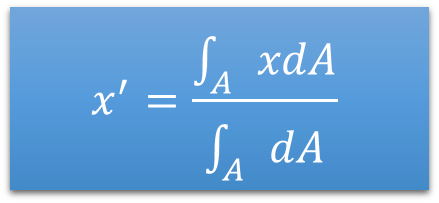 x′ = ∫_A xdA / ∫_A dA